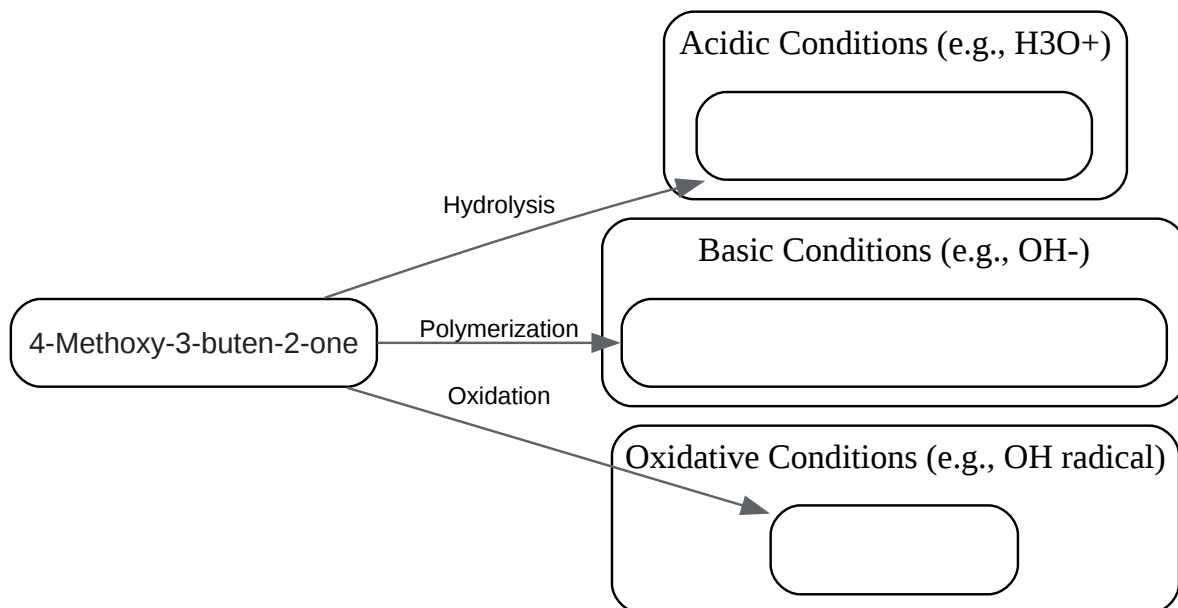 Acidic Conditions (e.g., H3O+)
Hydrolysis
Basic Conditions (e.g., OH-)
4-Methoxy-3-buten-2-one
Polymerization
Oxidation
Oxidative Conditions (e.g., OH radical)